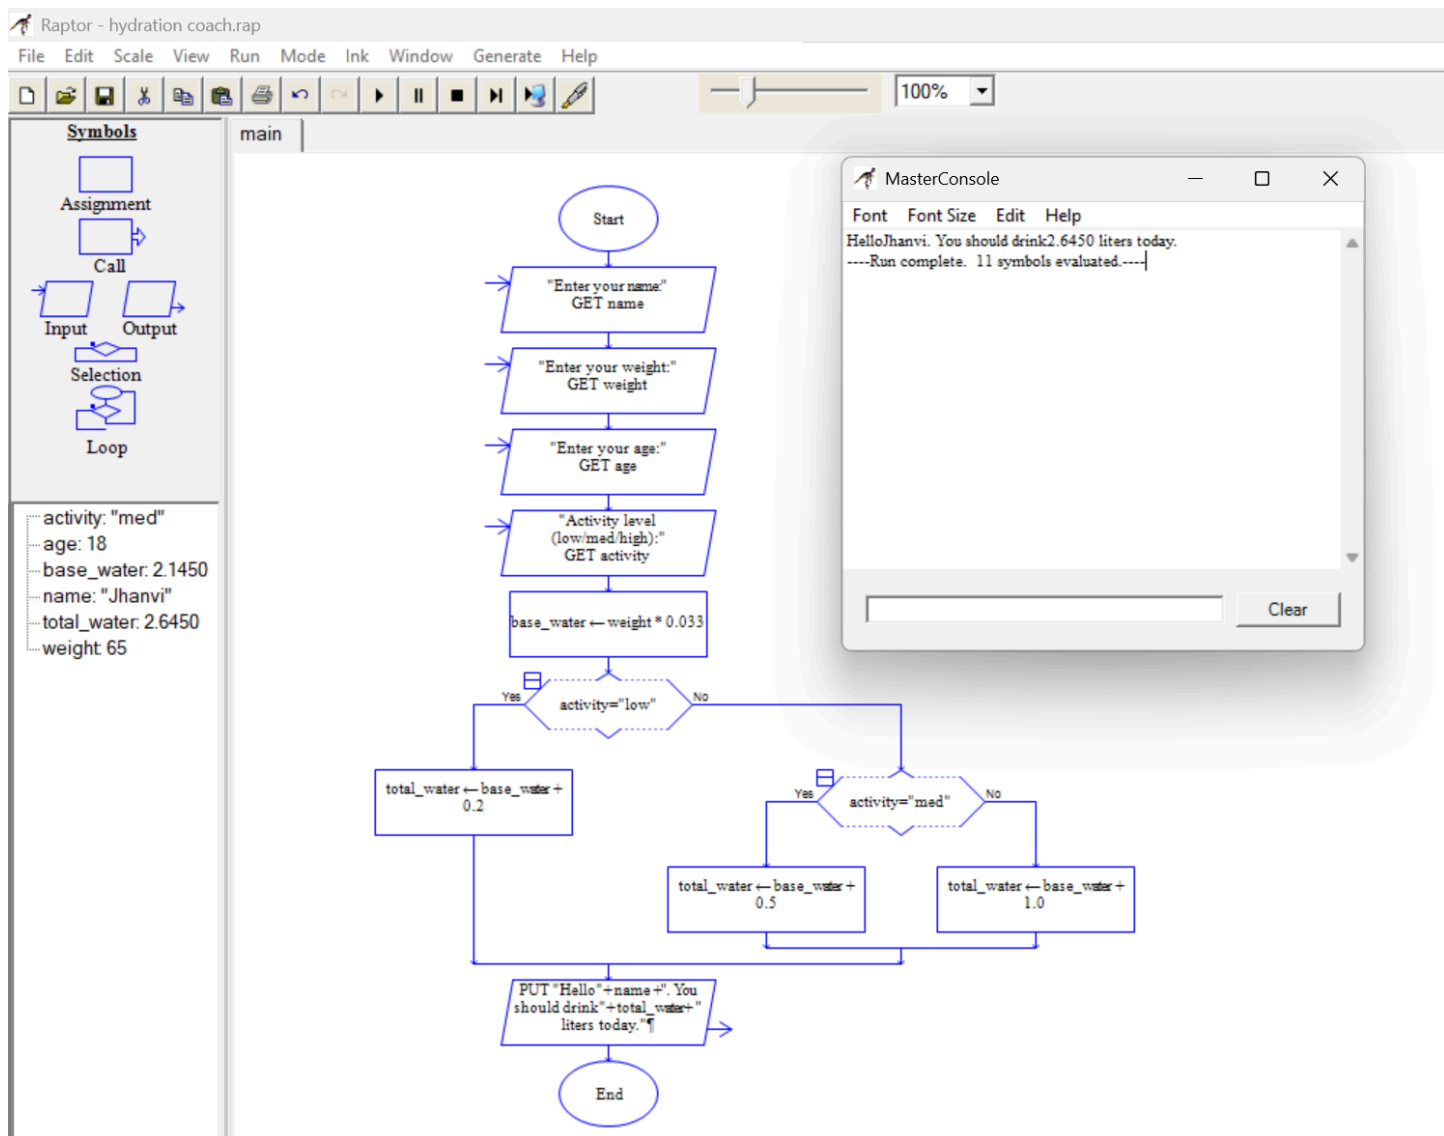 Raptor - hydration coach.rap
File Edit Scale View Run Mode Ink Window Generate Help
100%
Symbols
Assignment
Call
Input Output
Selection
Loop
activity: "med"
age: 18
base_water: 2.1450
name: "Jhanvi"
total_water: 2.6450
weight: 65
main
Start
"Enter your name:"
GET name
"Enter your weight:"
GET weight
"Enter your age:"
GET age
"Activity level
(low/med/high):"
GET activity
base_water ← weight * 0.033
Yes
activity="low"
No
total_water ← base_water +
0.2
Yes
activity="med"
No
total_water ← base_water +
0.5
total_water ← base_water +
1.0
PUT "Hello"+name +". You
should drink"+total_water+"
liters today."¶
End
MasterConsole
Font Font Size Edit Help
HelloJhanvi. You should drink2.6450 liters today.
----Run complete. 11 symbols evaluated.----
Clear